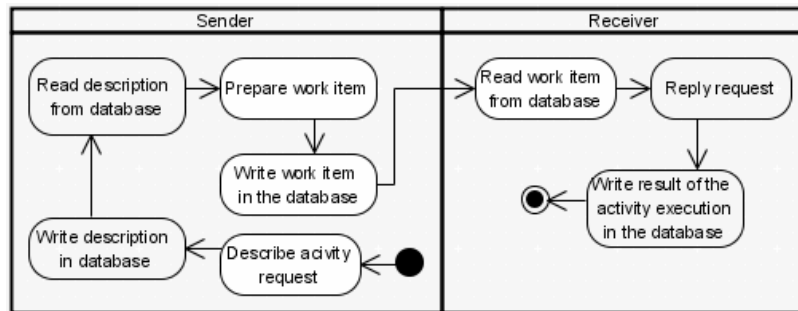 Sender
Receiver
Read description
from database
Prepare work item
Write work item
in the database
Write description
in database
Describe acivity
request
Read work item
from database
Reply request
Write result of the
activity execution
in the database